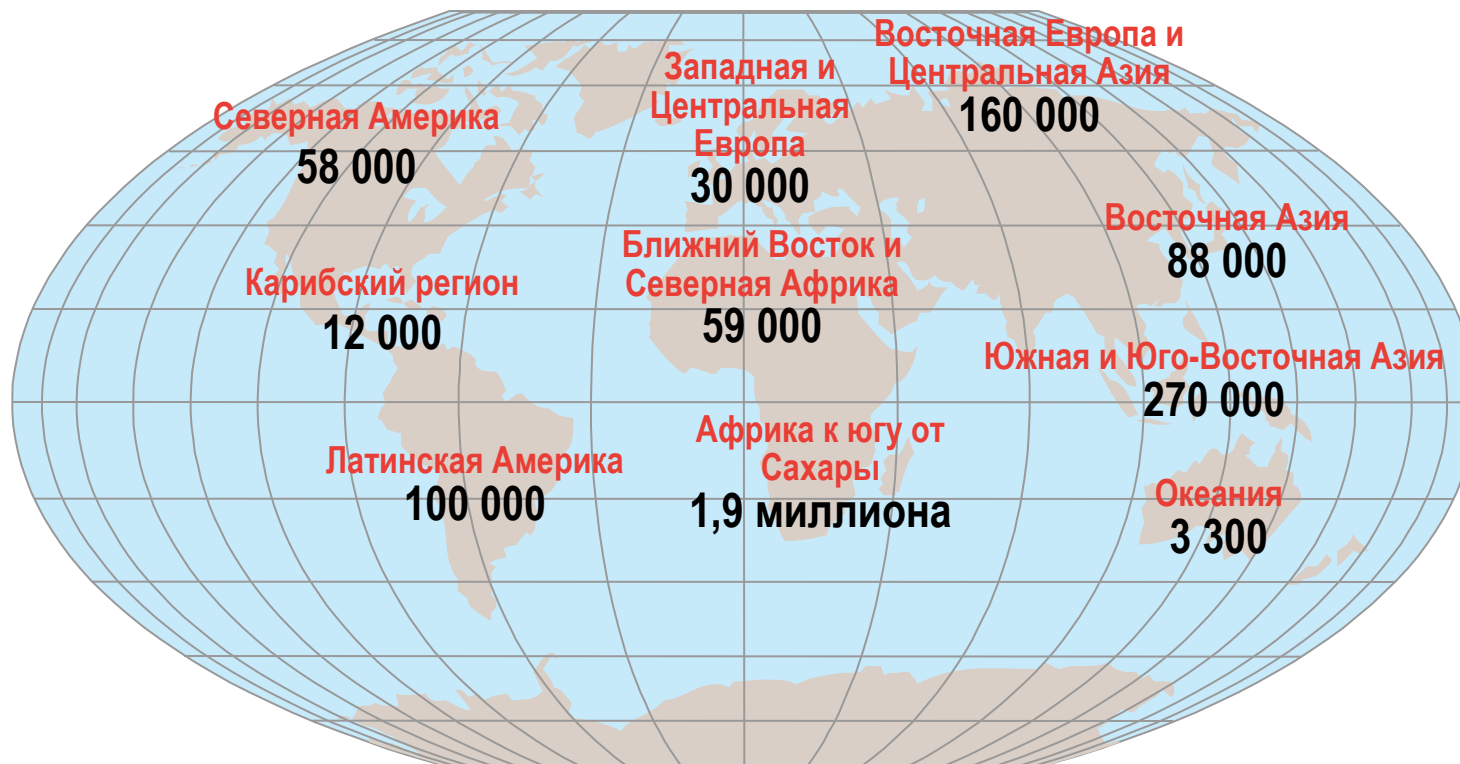 Восточная Европа и
Центральная Азия
160 000
Западная и
Центральная
Европа
30 000
Северная Америка
58 000
Восточная Азия
88 000
Ближний Восток и
Северная Африка
59 000
Карибский регион
12 000
Южная и Юго-Восточная Азия
270 000
Африка к югу от
Сахары
1,9 миллиона
Латинская Америка
100 000
Океания
3 300